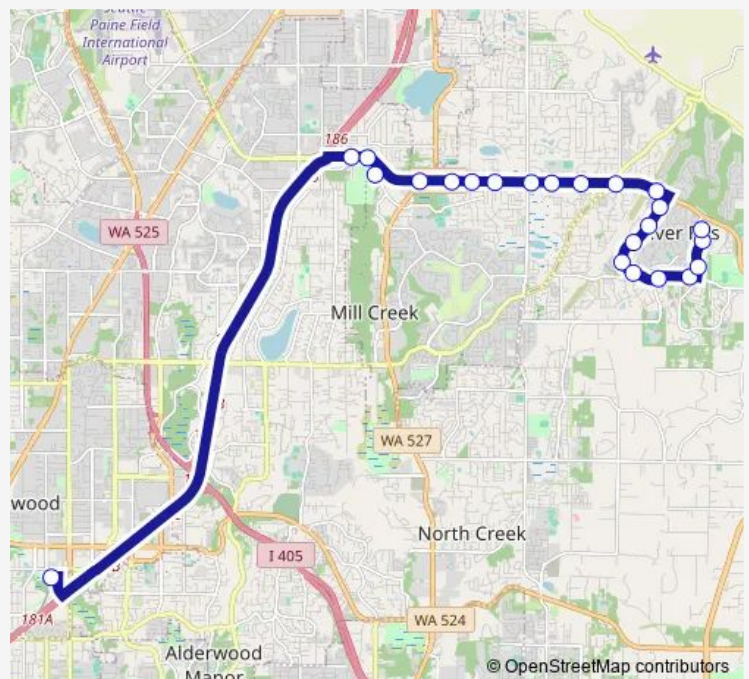 Seattle
Paine Field
International
Airport
186
WA 525
Mill Creek
WA 527
wood
North Creek
I 405
WA 524
181A
Alderwood
Manor
© OpenStreetMap contributors